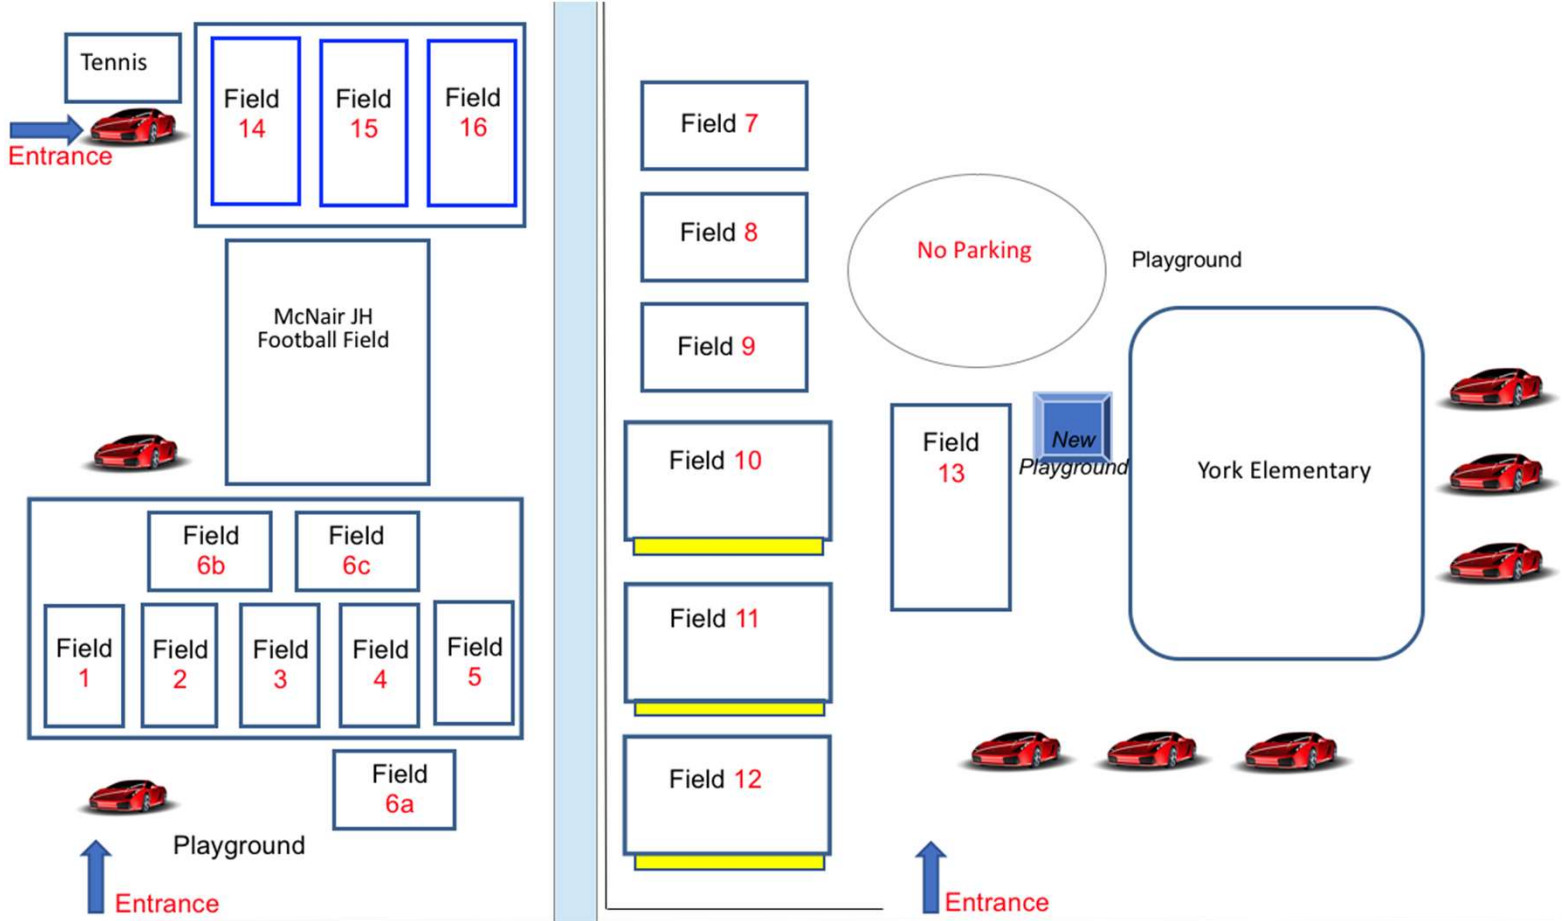 Tennis
Entrance
Field
14
Field
15
Field
16
McNair JH
Football Field
Field
6b
Field
6c
Field
1
Field
2
Field
3
Field
4
Field
5
Field
6a
Playground
Entrance
Field 7
Field 8
Field 9
Field 10
Field 11
Field 12
No Parking
Playground
Field
13
New
Playground
York Elementary
Entrance